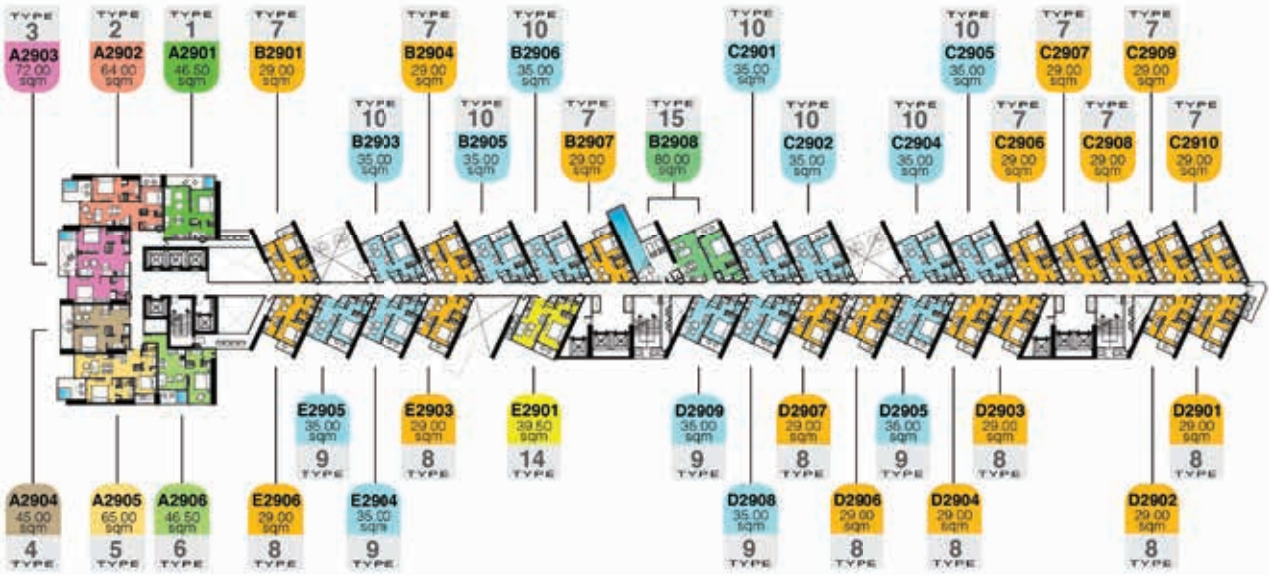 TYPE
3
A2903
72.00
sqm
TYPE
2
A2902
64.00
sqm
TYPE
1
A2901
46.50
sqm
TYPE
7
B2901
29.00
sqm
TYPE
7
B2904
29.00
sqm
TYPE
10
B2906
35.00
sqm
TYPE
10
C2901
35.00
sqm
TYPE
10
C2905
35.00
sqm
TYPE
7
C2907
29.00
sqm
TYPE
7
C2909
29.00
sqm
TYPE
10
B2903
35.00
sqm
TYPE
10
B2905
35.00
sqm
TYPE
7
B2907
29.00
sqm
TYPE
15
B2908
80.00
sqm
TYPE
10
C2902
35.00
sqm
TYPE
10
C2904
35.00
sqm
TYPE
7
C2906
29.00
sqm
TYPE
7
C2908
29.00
sqm
TYPE
7
C2910
29.00
sqm
E2905
35.00
sqm
9
TYPE
E2903
29.00
sqm
8
TYPE
E2901
39.50
sqm
14
TYPE
D2909
35.00
sqm
9
TYPE
D2907
29.00
sqm
8
TYPE
D2905
35.00
sqm
9
TYPE
D2903
29.00
sqm
8
TYPE
D2901
29.00
sqm
8
TYPE
A2904
45.00
sqm
4
TYPE
A2905
65.00
sqm
5
TYPE
A2906
46.50
sqm
6
TYPE
E2906
29.00
sqm
8
TYPE
E2904
35.00
sqm
9
TYPE
D2908
35.00
sqm
9
TYPE
D2906
29.00
sqm
8
TYPE
D2904
29.00
sqm
8
TYPE
D2902
29.00
sqm
8
TYPE